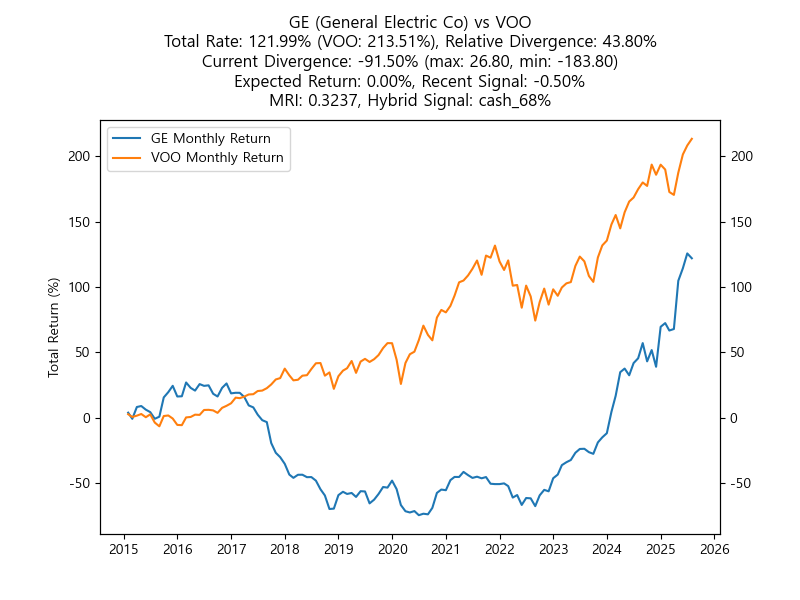 GE (General Electric Co) vs VOO
Total Rate: 121.99% (VOO: 213.51%), Relative Divergence: 43.80%
Current Divergence: -91.50% (max: 26.80, min: -183.80)
Expected Return: 0.00%, Recent Signal: -0.50%
MRI: 0.3237, Hybrid Signal: cash_68%
GE Monthly Return
VOO Monthly Return
Total Return (%)
200
150
100
50
0
-50
200
150
100
50
0
-50
2015 2016 2017 2018 2019 2020 2021 2022 2023 2024 2025 2026